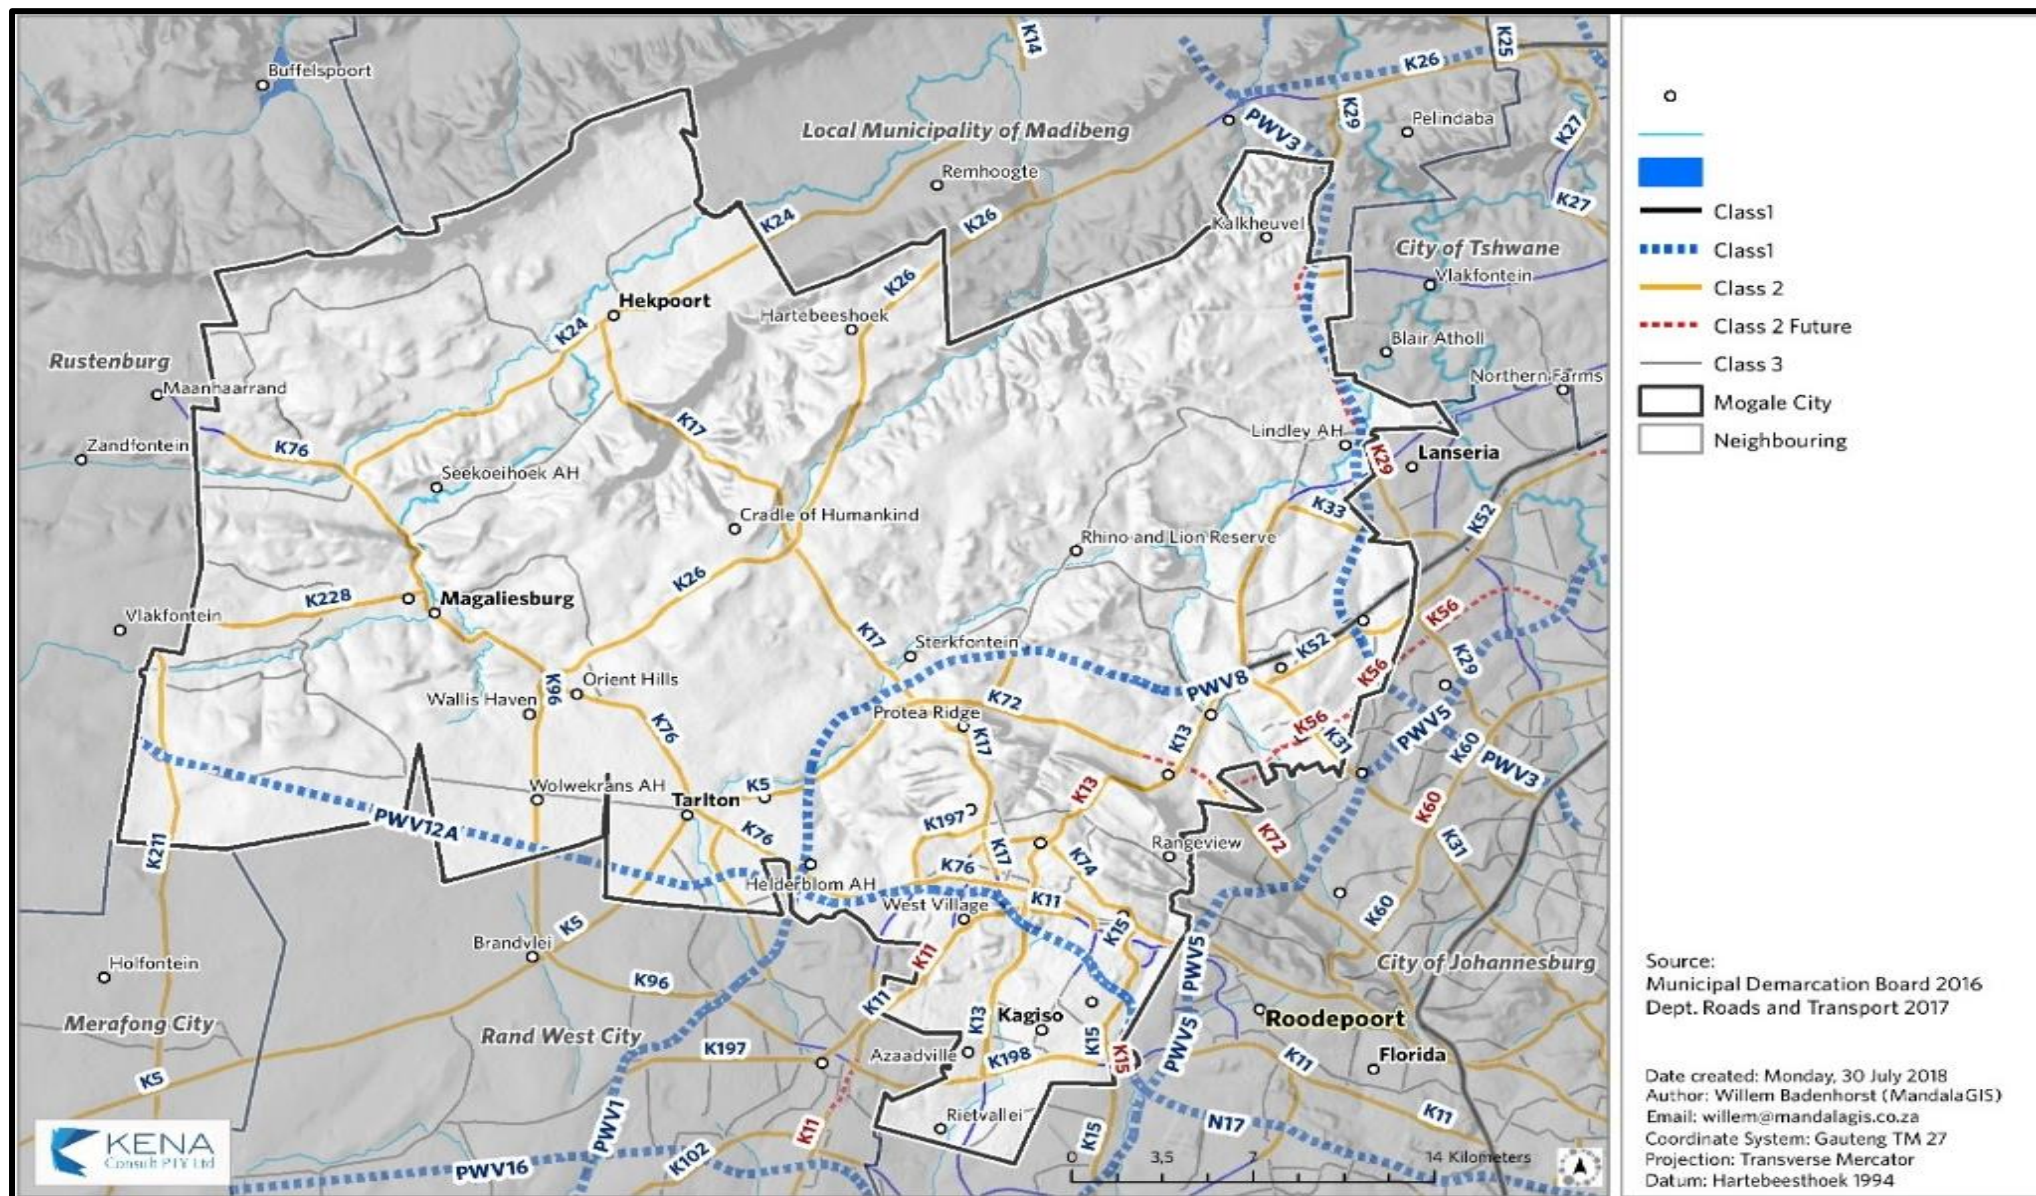 Buffelspoort
K14
K26
K25
Local Municipality of Madibeng
PWV3
K29
Pelindaba
K27
Remhoogte
K24
K26
K27
Kalkheuvel
City of Tshwane
Vlakfontein
Hekpoort
K26
Hartebeeshoek
K24
Rustenburg
Blair Atholl
Maanhaarrand
Northern Farms
K17
Lindley AH
Zandfontein
K76
K29
Lanseria
Seekoeihoek AH
Cradle of Humankind
K33
K52
Rhino and Lion Reserve
K26
K228
Magaliesburg
Vlakfontein
K56
K17
Sterkfontein
K52
K29
K56
Orient Hills
K96
PWV8
Wallis Haven
K72
Protea Ridge
K76
K17
K13
K56
K31
PWV5
K60
PWV3
Wolwekrans AH
K5
Tarlton
K13
K60
PWV12A
K76
K197
K72
K31
K211
K17
Rangeview
K74
K76
Helderblom AH
K11
West Village
K60
K5
K15
Brandvlei
K11
PWV5
Holfontein
City of Johannesburg
K96
K11
Merafong City
Rand West City
K13
Kagiso
Roodepoort
K15
PWV5
K197
Azaadville
K198
K15
K11
Florida
K5
Rietvallei
K11
PWV1
K11
N17
K15
PWV16
K102
0 3,5 7 14 Kilometers
KENA
Consult PTY Ltd
Class1
Class1
Class 2
Class 2 Future
Class 3
Mogale City
Neighbouring
Source:
Municipal Demarcation Board 2016
Dept. Roads and Transport 2017
Date created: Monday, 30 July 2018
Author: Willem Badenhorst (MandalaGIS)
Email: willem@mandalagis.co.za
Coordinate System: Gauteng TM 27
Projection: Transverse Mercator
Datum: Hartebeesthoek 1994